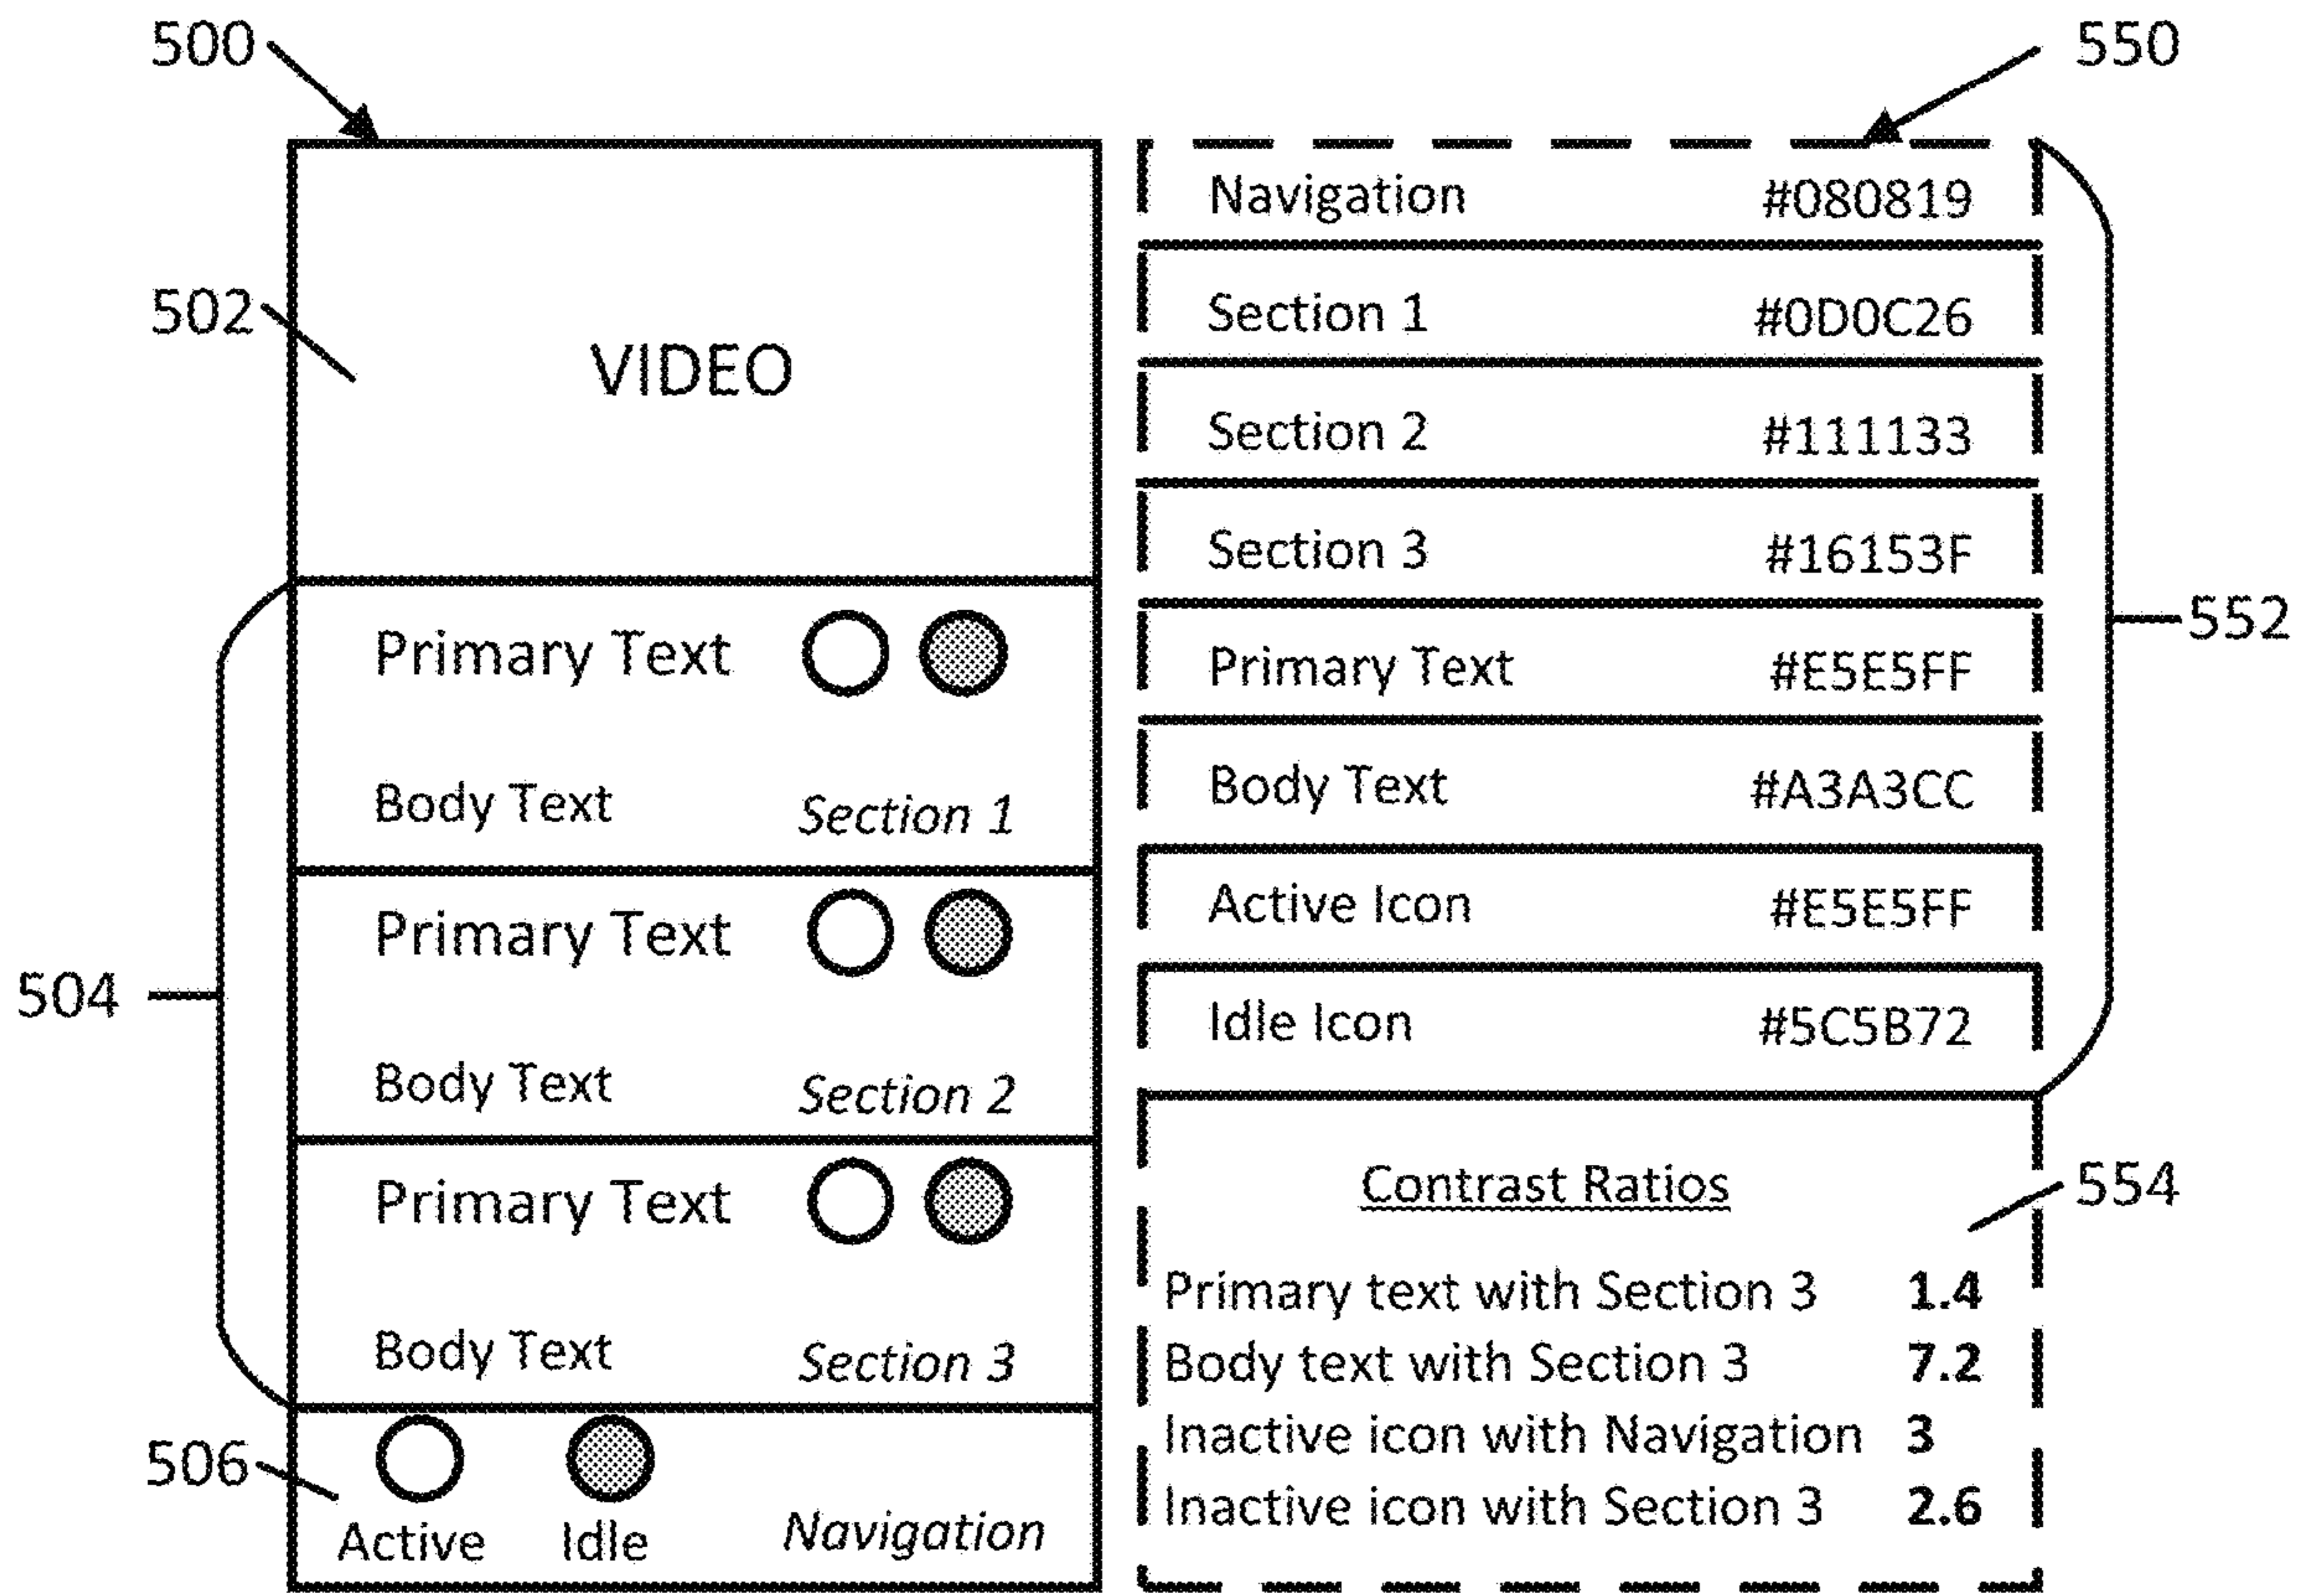 500
550
502
VIDEO
Primary Text
Body Text
Section 1
504
Primary Text
Body Text
Section 2
Primary Text
Body Text
Section 3
506
Active
Idle
Navigation
Navigation #080819
Section 1 #0D0C26
Section 2 #111133
Section 3 #16153F
Primary Text #E5E5FF
Body Text #A3A3CC
Active Icon #E5E5FF
Idle Icon #5C5B72
552
Contrast Ratios
554
Primary text with Section 3 1.4
Body text with Section 3 7.2
Inactive icon with Navigation 3
Inactive icon with Section 3 2.6